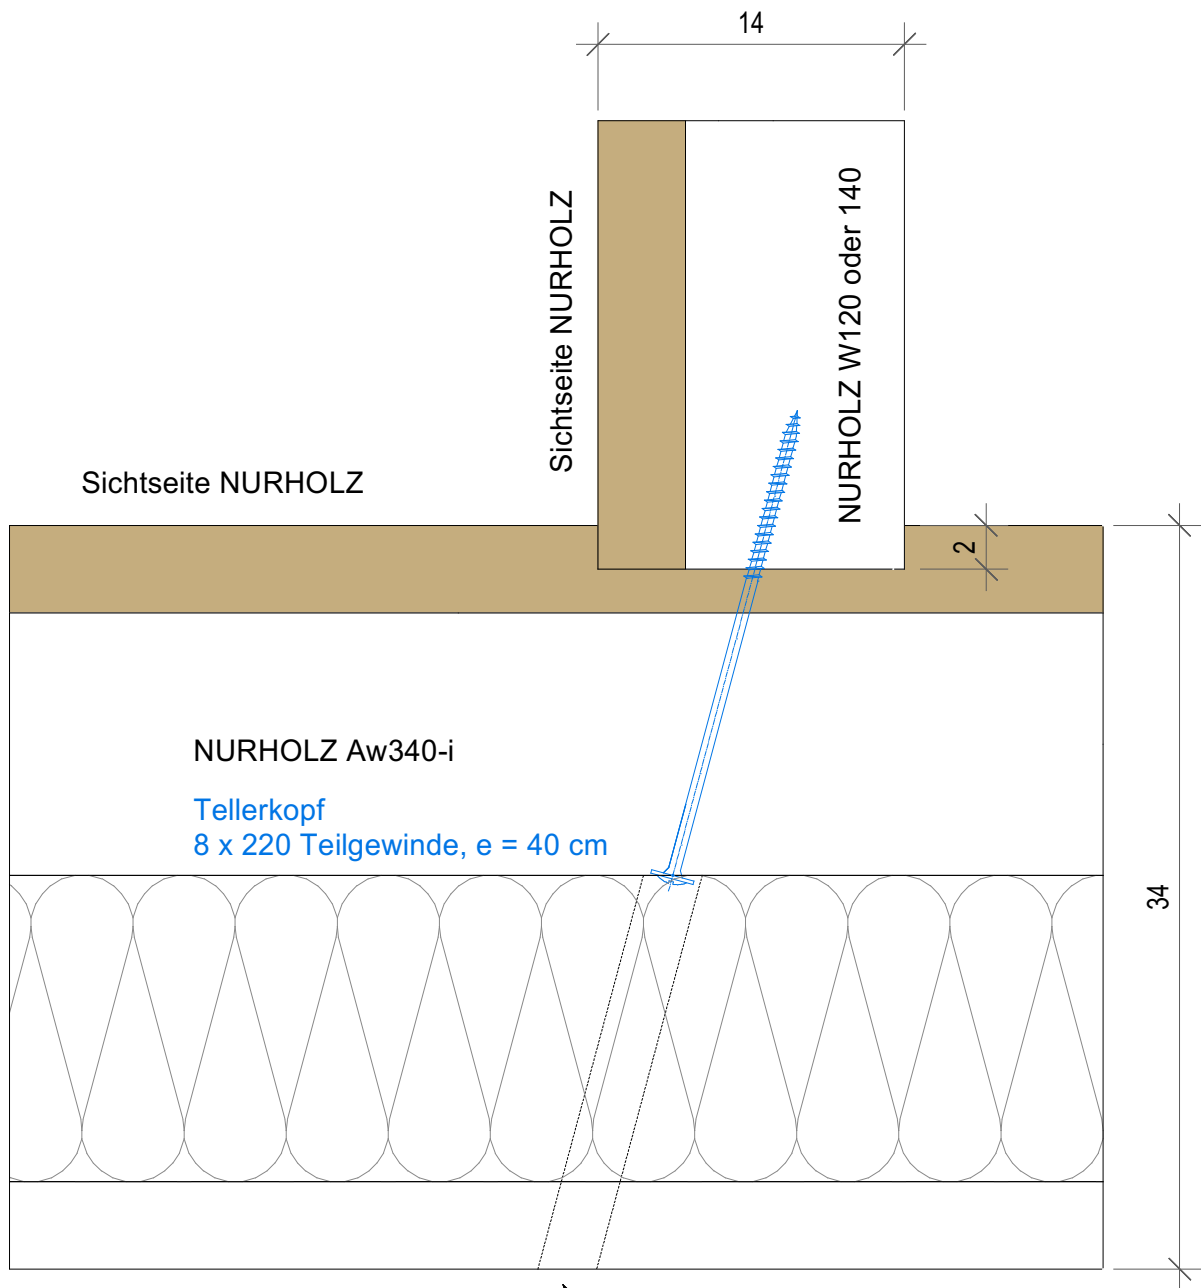 14
Sichtseite NURHOLZ
NURHOLZ W120 oder 140
Sichtseite NURHOLZ
2
NURHOLZ Aw340-i
Tellerkopf
8 x 220 Teilgewinde, e = 40 cm
34